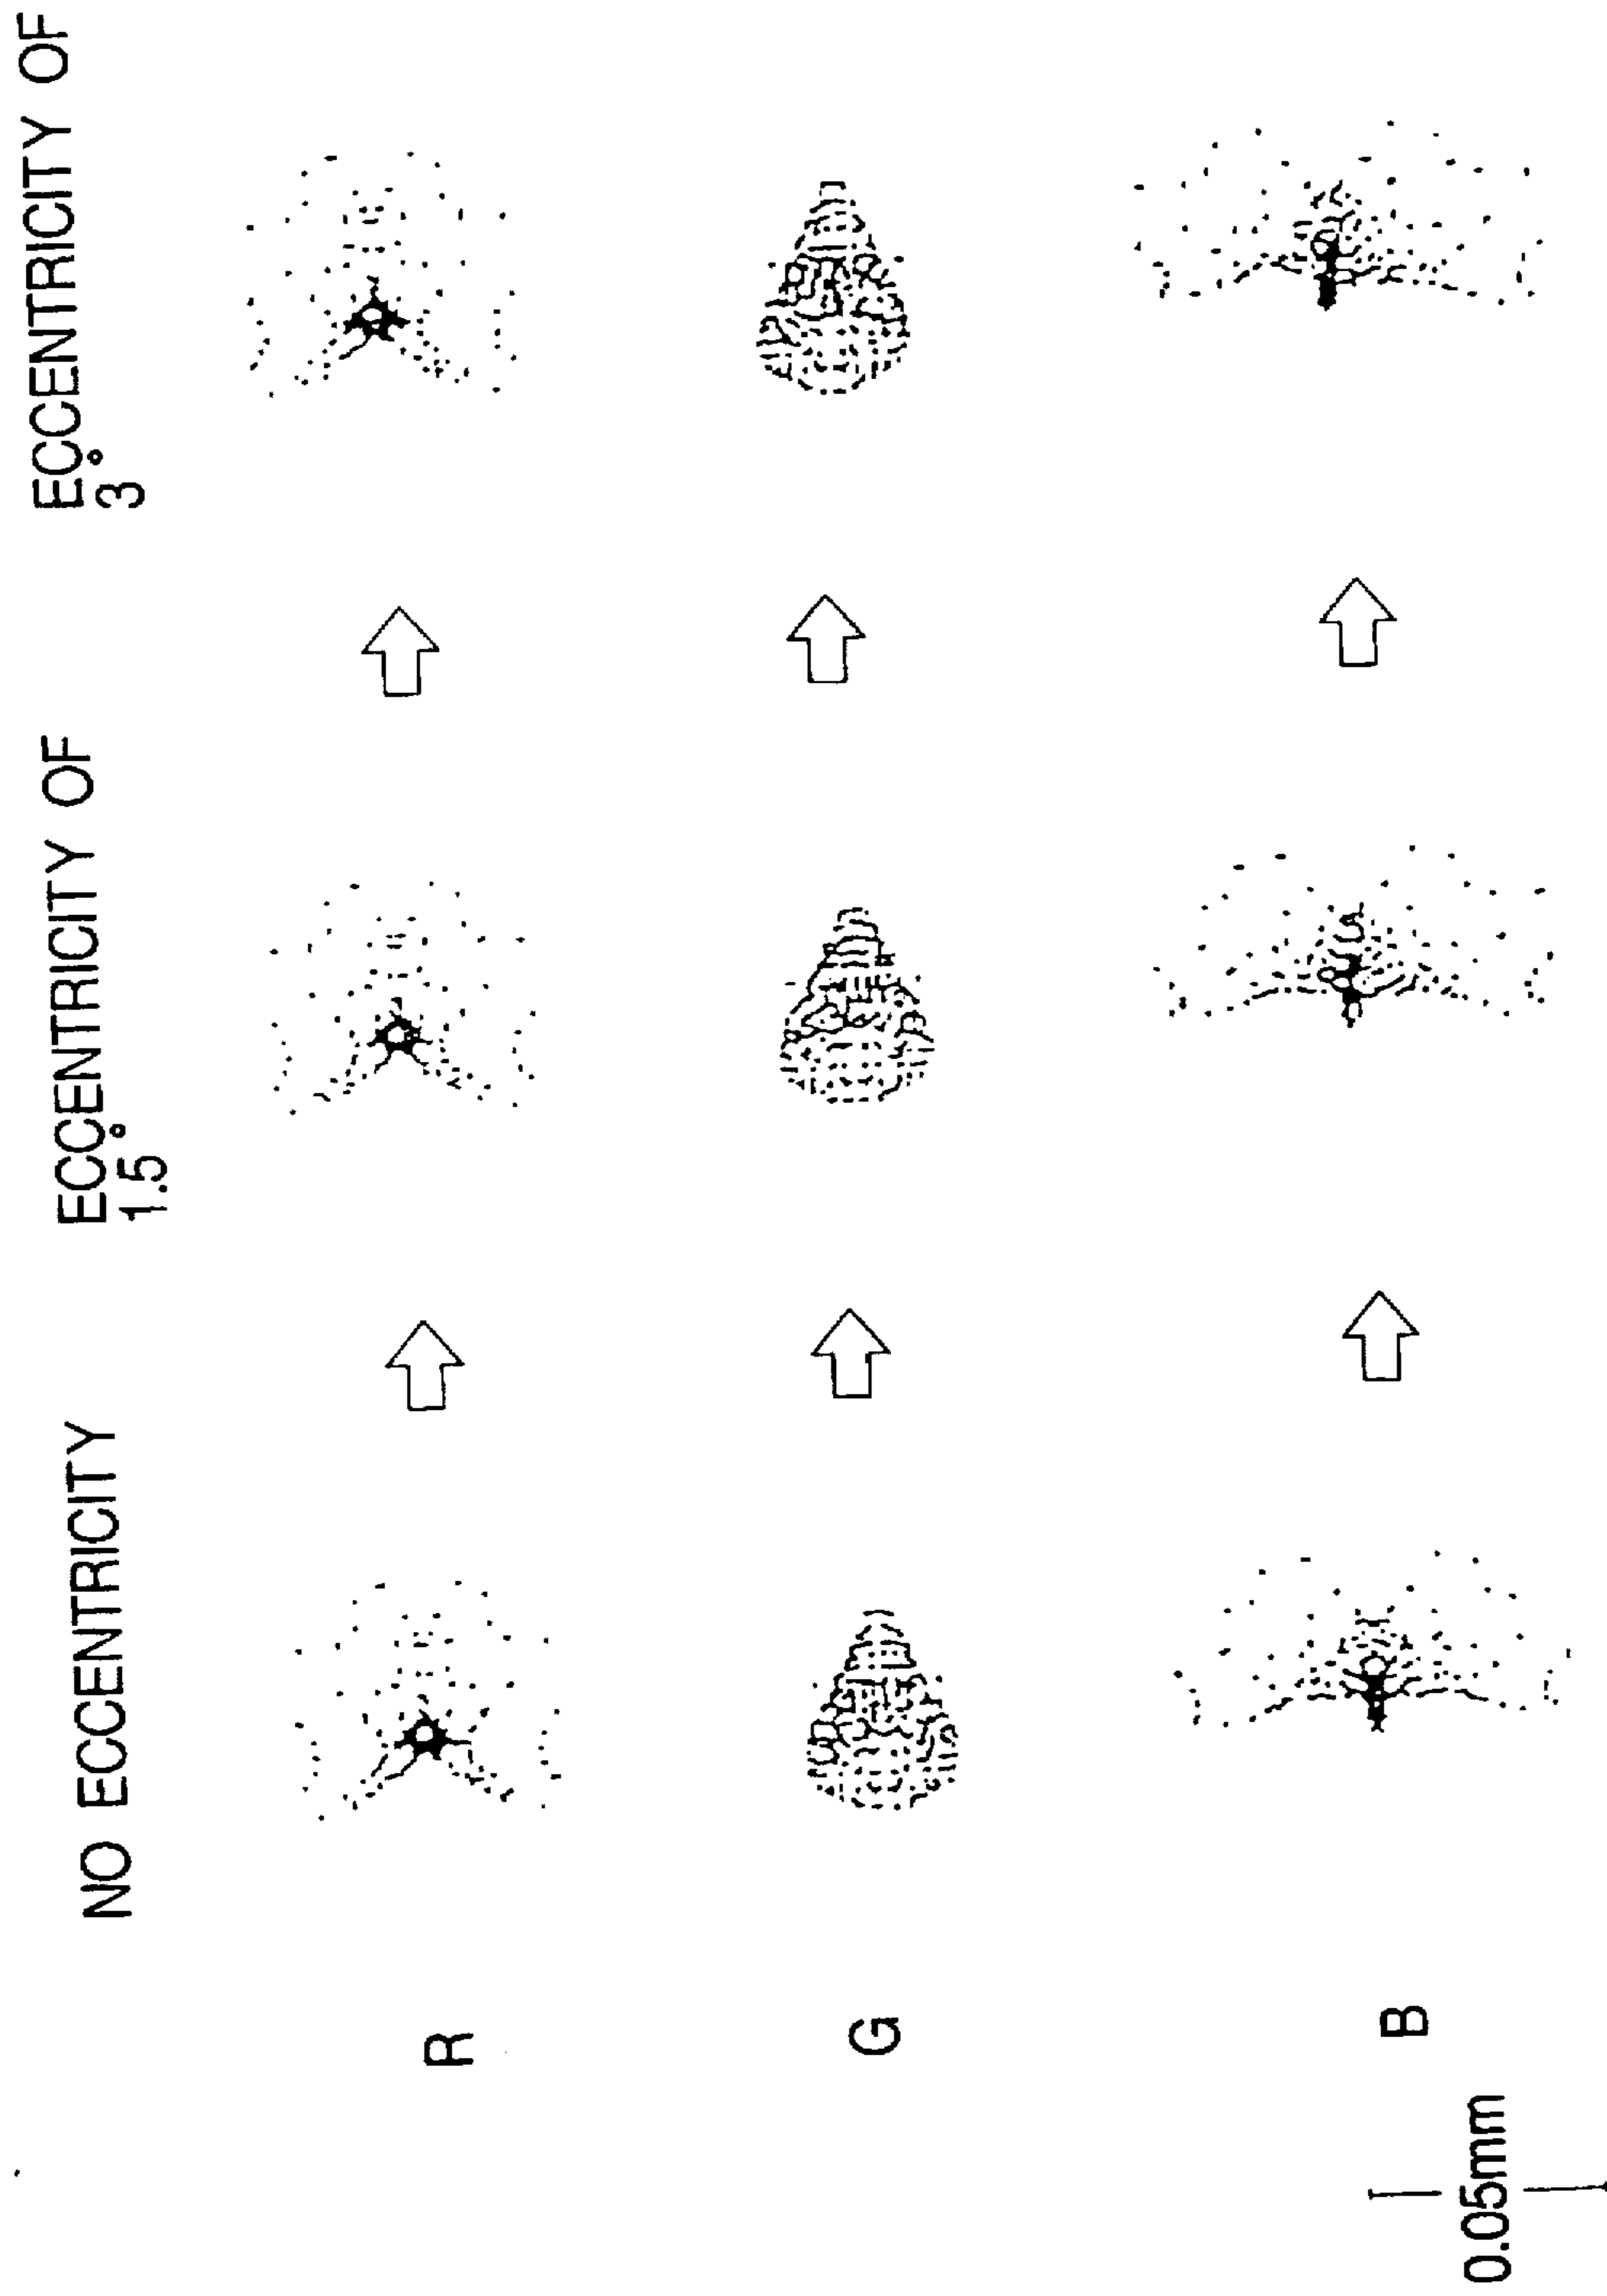 NO ECCENTRICITY
ECCENTRICITY OF
1.5°
ECCENTRICITY OF
3°
R
G
B
0.05mm